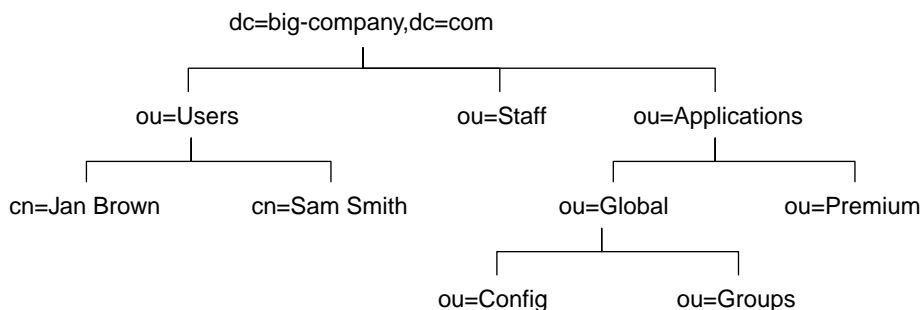 dc=big-company,dc=com
ou=Users
ou=Staff
ou=Applications
cn=Jan Brown
cn=Sam Smith
ou=Global
ou=Premium
ou=Config
ou=Groups